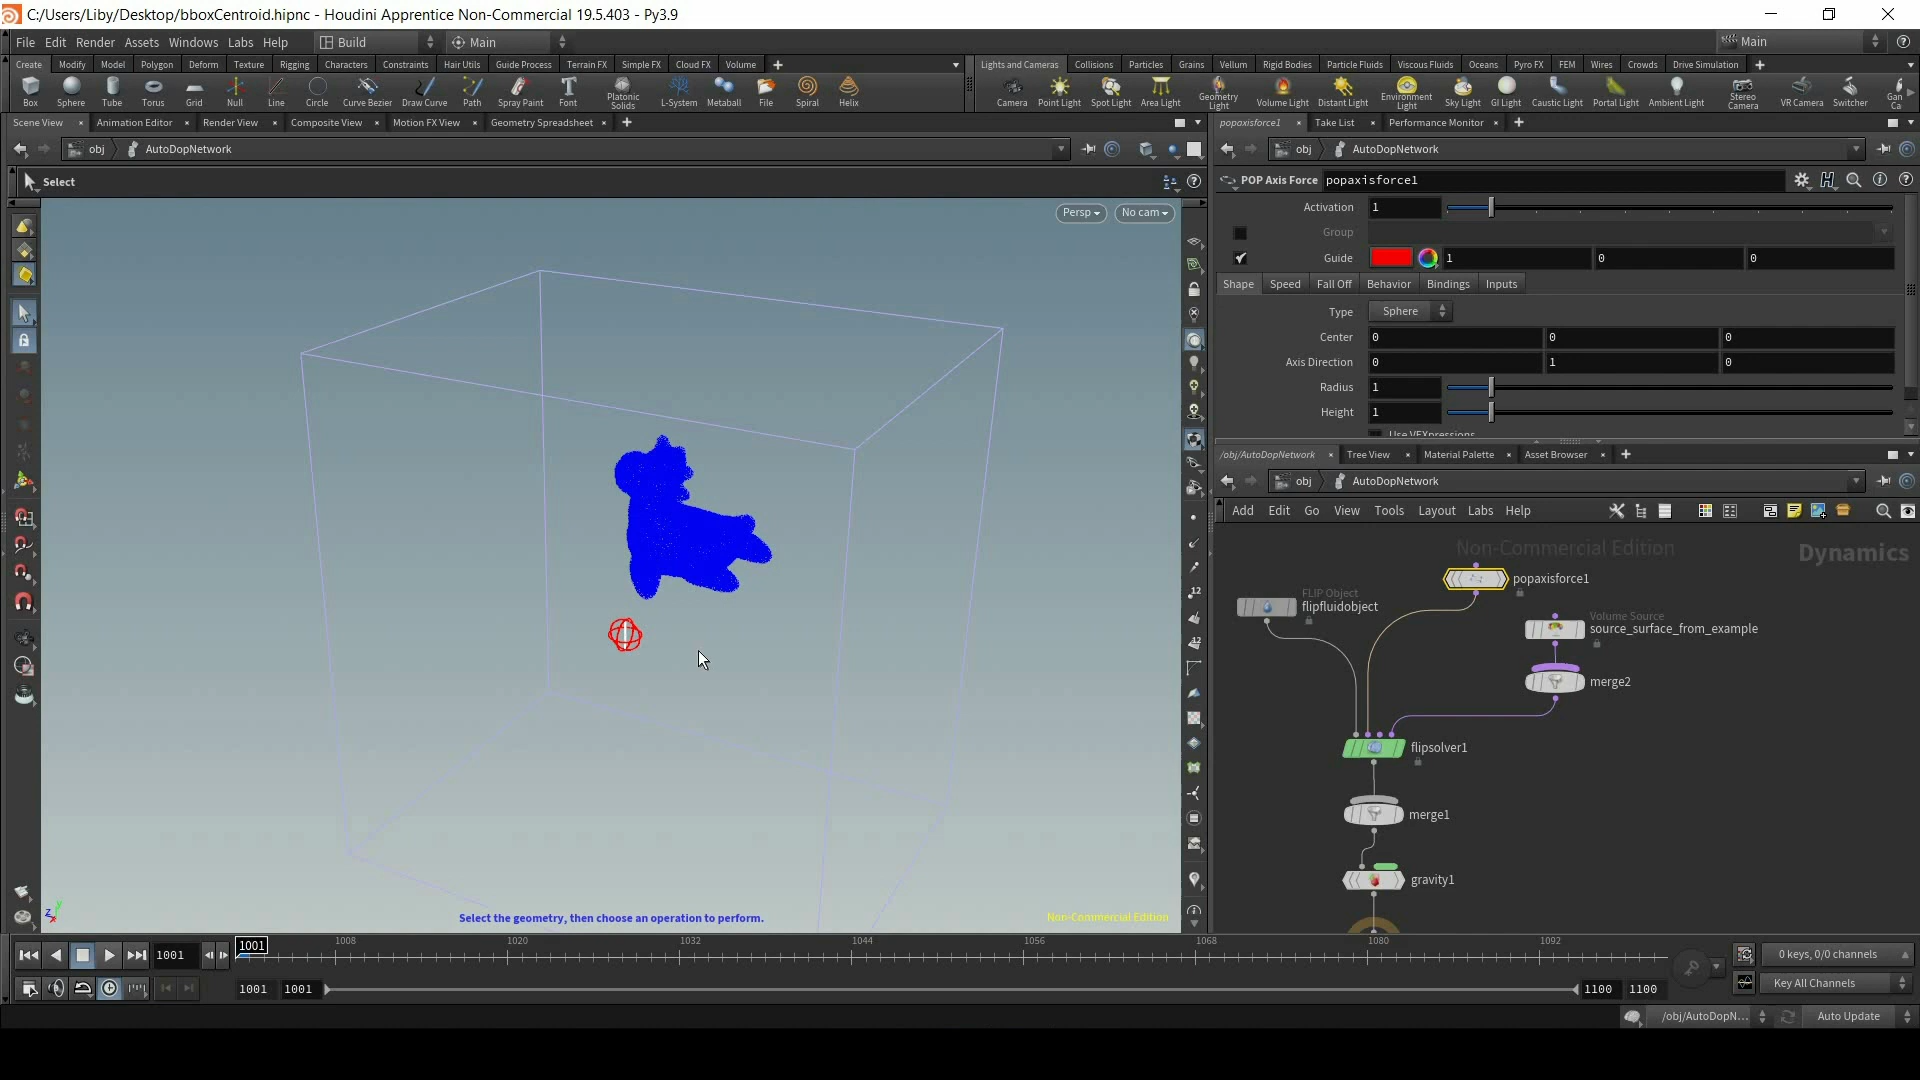 C:/Users/Liby/Desktop/bboxCentroid.hipnc - Houdini Apprentice Non-Commercial 19.5.403 - Py3.9
File Edit Render Assets Windows Labs Help Build Main Main
Create Modify Model Polygon Deform Texture Rigging Characters Constraints Hair Utils Guide Process Terrain FX Simple FX Cloud FX Volume
Lights and Cameras Collisions Particles Grains Vellum Rigid Bodies Particle Fluids Viscous Fluids Oceans Pyro FX FEM Wires Crowds Drive Simulation
Box Sphere Tube Torus Grid Null Line Circle Curve Bezier Draw Curve Path Spray Paint Font Platonic Solids L-System Metaball File Spiral Helix
Camera Point Light Spot Light Area Light Geometry Light Volume Light Distant Light Environment Light Sky Light GI Light Caustic Light Portal Light Ambient Light Stereo Camera VR Camera Switcher Gan Ca
Scene View Animation Editor Render View Composite View Motion FX View Geometry Spreadsheet
popaxisforce1 Take List Performance Monitor
obj AutoDopNetwork
obj AutoDopNetwork
Select
POP Axis Force popaxisforce1
Persp No cam
Activation 1
Group
Guide 1 0 0
Shape Speed Fall Off Behavior Bindings Inputs
Type Sphere
Center 0 0 0
Axis Direction 0 1 0
Radius 1
Height 1
Use VEXpressions
/obj/AutoDopNetwork Tree View Material Palette Asset Browser
obj AutoDopNetwork
Add Edit Go View Tools Layout Labs Help
Non-Commercial Edition
Dynamics
popaxisforce1
FLIP Object
flipfluidobject
Volume Source
source_surface_from_example
merge2
flipsolver1
merge1
gravity1
12
12
z y x
Select the geometry, then choose an operation to perform.
Non-Commercial Edition
1001 1001 1008 1020 1032 1044 1056 1068 1080 1092
0 keys, 0/0 channels
1001 1001 1100 1100
Key All Channels
/obj/AutoDopN... Auto Update